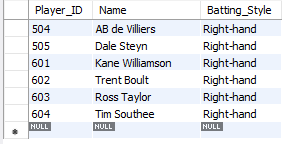 Player_ID Name Batting_Style
504 AB de Villiers Right-hand
505 Dale Steyn Right-hand
601 Kane Williamson Right-hand
602 Trent Boult Right-hand
603 Ross Taylor Right-hand
604 Tim Southee Right-hand
NULL NULL NULL